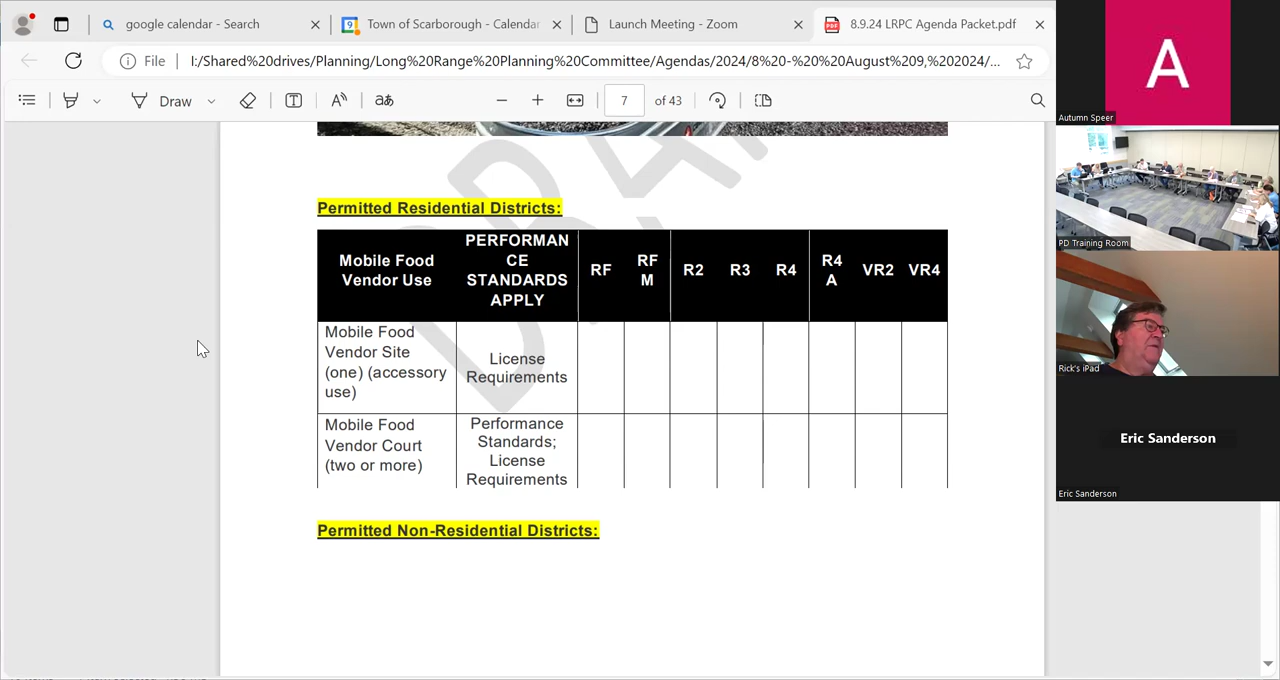 google calendar - Search
Town of Scarborough - Calendar
Launch Meeting - Zoom
8.9.24 LRPC Agenda Packet.pdf
File
I:/Shared%20drives/Planning/Long%20Range%20Planning%20Committee/Agendas/2024/8%20-%20%20August%209,%202024/...
Draw
7
of 43
DRA
Permitted Residential Districts:
Mobile Food
Vendor Use
PERFORMAN
CE
STANDARDS
APPLY
RF
RF
M
R2
R3
R4
R4
A
VR2
VR4
Mobile Food
Vendor Site
(one) (accessory
use)
License
Requirements
Mobile Food
Vendor Court
(two or more)
Performance
Standards;
License
Requirements
Permitted Non-Residential Districts:
A
Autumn Speer
PD Training Room
Rick's iPad
Eric Sanderson
Eric Sanderson